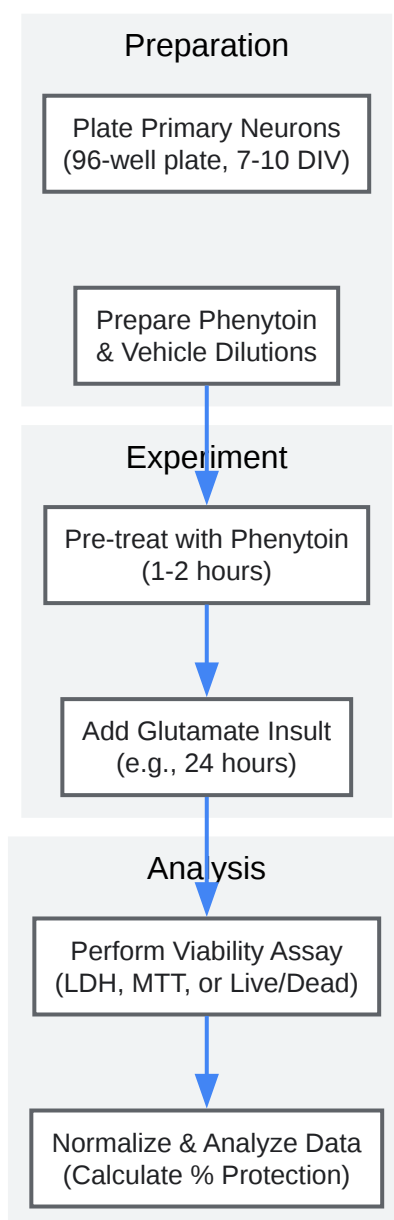 Preparation
Plate Primary Neurons
(96-well plate, 7-10 DIV)
Prepare Phenytoin
& Vehicle Dilutions
Experiment
Pre-treat with Phenytoin
(1-2 hours)
Add Glutamate Insult
(e.g., 24 hours)
Analysis
Perform Viability Assay
(LDH, MTT, or Live/Dead)
Normalize & Analyze Data
(Calculate % Protection)